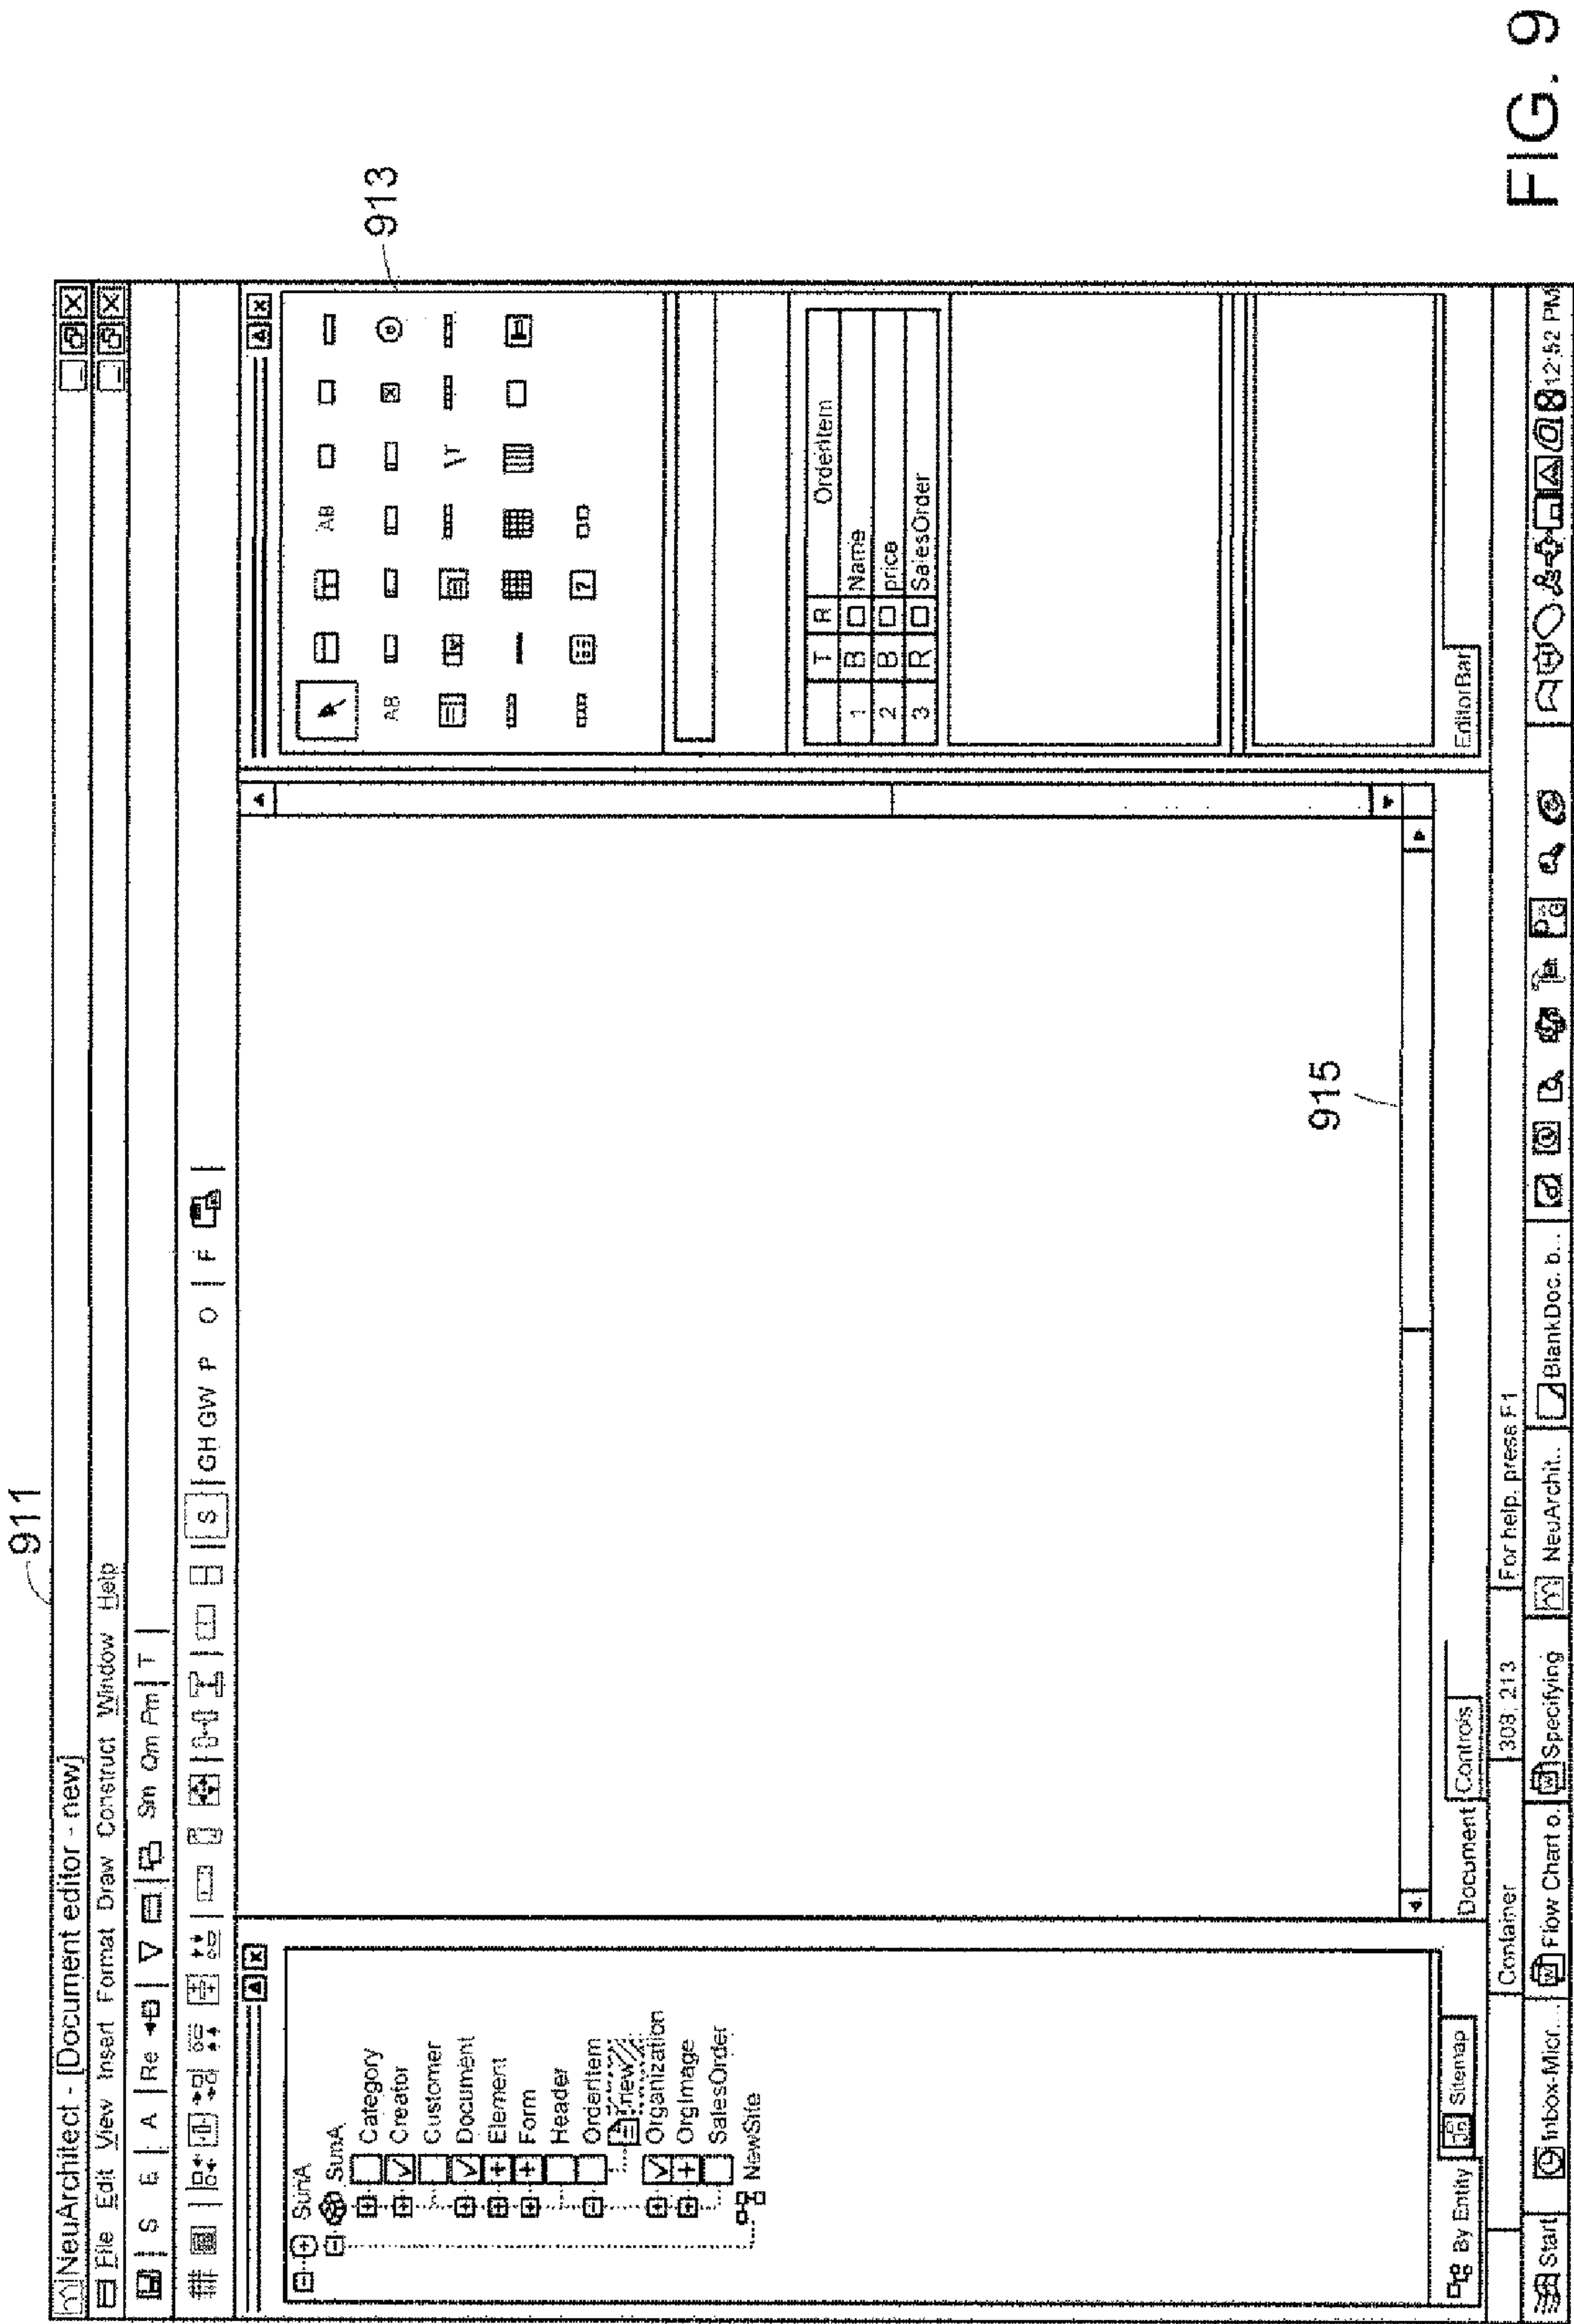 911
NeuArchitect - [Document editor - new]
File Edit View Insert Format Draw Construct Window Help
S E A Re Sm Qm Pm T
S GH GW P O F
SunA
SunA
Category
Creator
Customer
Document
Element
Form
Header
OrderItem
new
Organization
OrgImage
SalesOrder
NewSite
By Entity Sitemap
915
Document Controls
913
AB
AB
T R OrderItem
1 B Name
2 B price
3 R SalesOrder
EditorBar
Container 308, 213 For help, press F1
Start Inbox-Micr... Flow Chart o. Specifying NeuArchit.. BlankDoc. b... 12:52 PM
FIG. 9